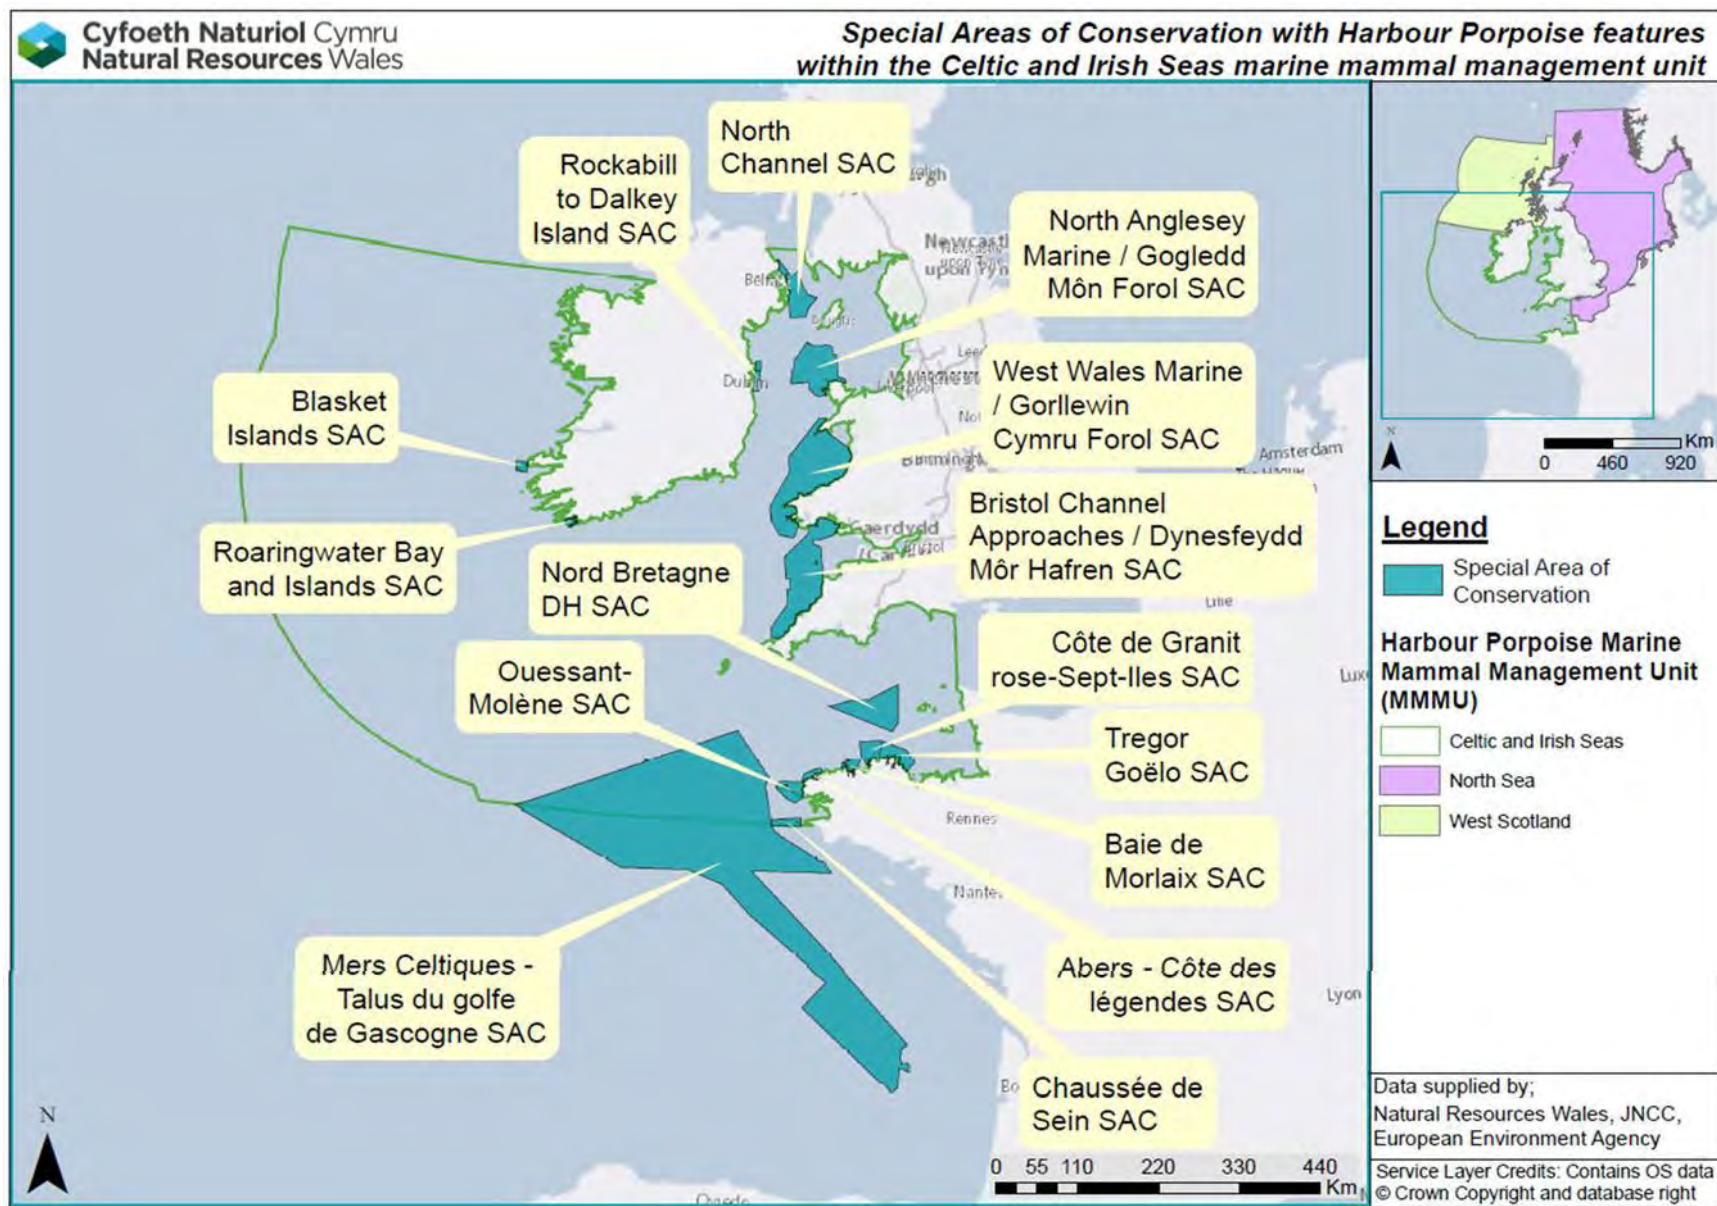 Cyfoeth Naturiol Cymru
Natural Resources Wales
Special Areas of Conservation with Harbour Porpoise features
within the Celtic and Irish Seas marine mammal management unit
North
Channel SAC
Rockabill
to Dalkey
Island SAC
North Anglesey
Marine / Gogledd
Môn Forol SAC
West Wales Marine
/ Gorllewin
Cymru Forol SAC
Blasket
Islands SAC
Bristol Channel
Approaches / Dynesfeydd
Môr Hafren SAC
Roaringwater Bay
and Islands SAC
Nord Bretagne
DH SAC
Côte de Granit
rose-Sept-Iles SAC
Ouessant-
Molène SAC
Tregor
Goëlo SAC
Baie de
Morlaix SAC
Mers Celtiques -
Talus du golfe
de Gascogne SAC
Abers - Côte des
légendes SAC
Chaussée de
Sein SAC
Dublin
Amsterdam
Gaerdydd
Bristol
Lille
Rennes
Nantes
Lyon
N
0 55 110 220 330 440
Km
N
Km
0 460 920
Legend
Special Area of
Conservation
Harbour Porpoise Marine
Mammal Management Unit
(MMMU)
Celtic and Irish Seas
North Sea
West Scotland
Data supplied by;
Natural Resources Wales, JNCC,
European Environment Agency
Service Layer Credits: Contains OS data
© Crown Copyright and database right